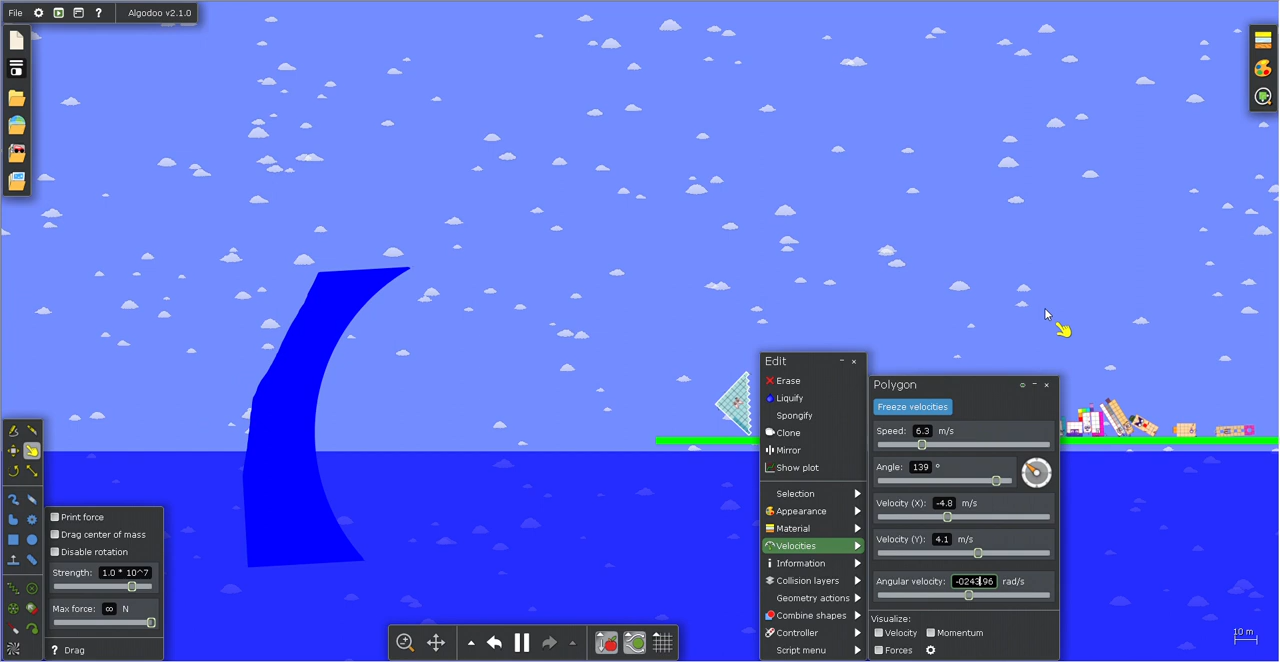 File
?
Algodoo v2.1.0
Edit
Erase
Liquify
Spongify
Clone
Mirror
Show plot
Selection
Appearance
Material
Velocities
Information
Collision layers
Geometry actions
Combine shapes
Controller
Script menu
Polygon
Freeze velocities
Speed: 6.3 m/s
Angle: 139 °
Velocity (X): -4.8 m/s
Velocity (Y): 4.1 m/s
Angular velocity: -0243.96 rad/s
Visualize:
Velocity Momentum
Forces
Print force
Drag center of mass
Disable rotation
Strength: 1.0 * 10^7
Max force: ∞ N
? Drag
10 m